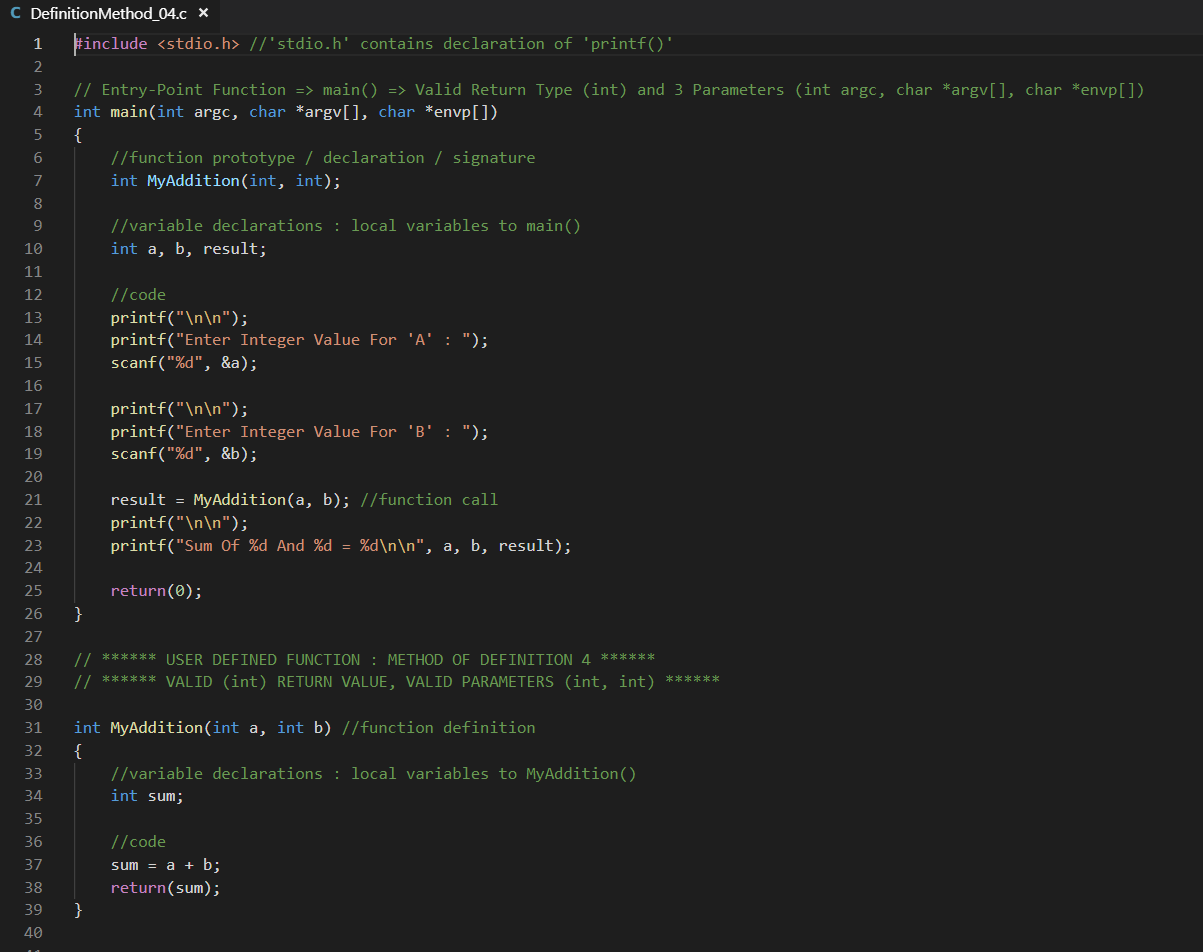 C DefinitionMethod_04.c ×
1 #include <stdio.h> //'stdio.h' contains declaration of 'printf()'
2
3 // Entry-Point Function => main() => Valid Return Type (int) and 3 Parameters (int argc, char *argv[], char *envp[])
4 int main(int argc, char *argv[], char *envp[])
5 {
6     //function prototype / declaration / signature
7     int MyAddition(int, int);
8
9     //variable declarations : local variables to main()
10     int a, b, result;
11
12     //code
13     printf("\n\n");
14     printf("Enter Integer Value For 'A' : ");
15     scanf("%d", &a);
16
17     printf("\n\n");
18     printf("Enter Integer Value For 'B' : ");
19     scanf("%d", &b);
20
21     result = MyAddition(a, b); //function call
22     printf("\n\n");
23     printf("Sum Of %d And %d = %d\n\n", a, b, result);
24
25     return(0);
26 }
27
28 // ****** USER DEFINED FUNCTION : METHOD OF DEFINITION 4 ******
29 // ****** VALID (int) RETURN VALUE, VALID PARAMETERS (int, int) ******
30
31 int MyAddition(int a, int b) //function definition
32 {
33     //variable declarations : local variables to MyAddition()
34     int sum;
35
36     //code
37     sum = a + b;
38     return(sum);
39 }
40